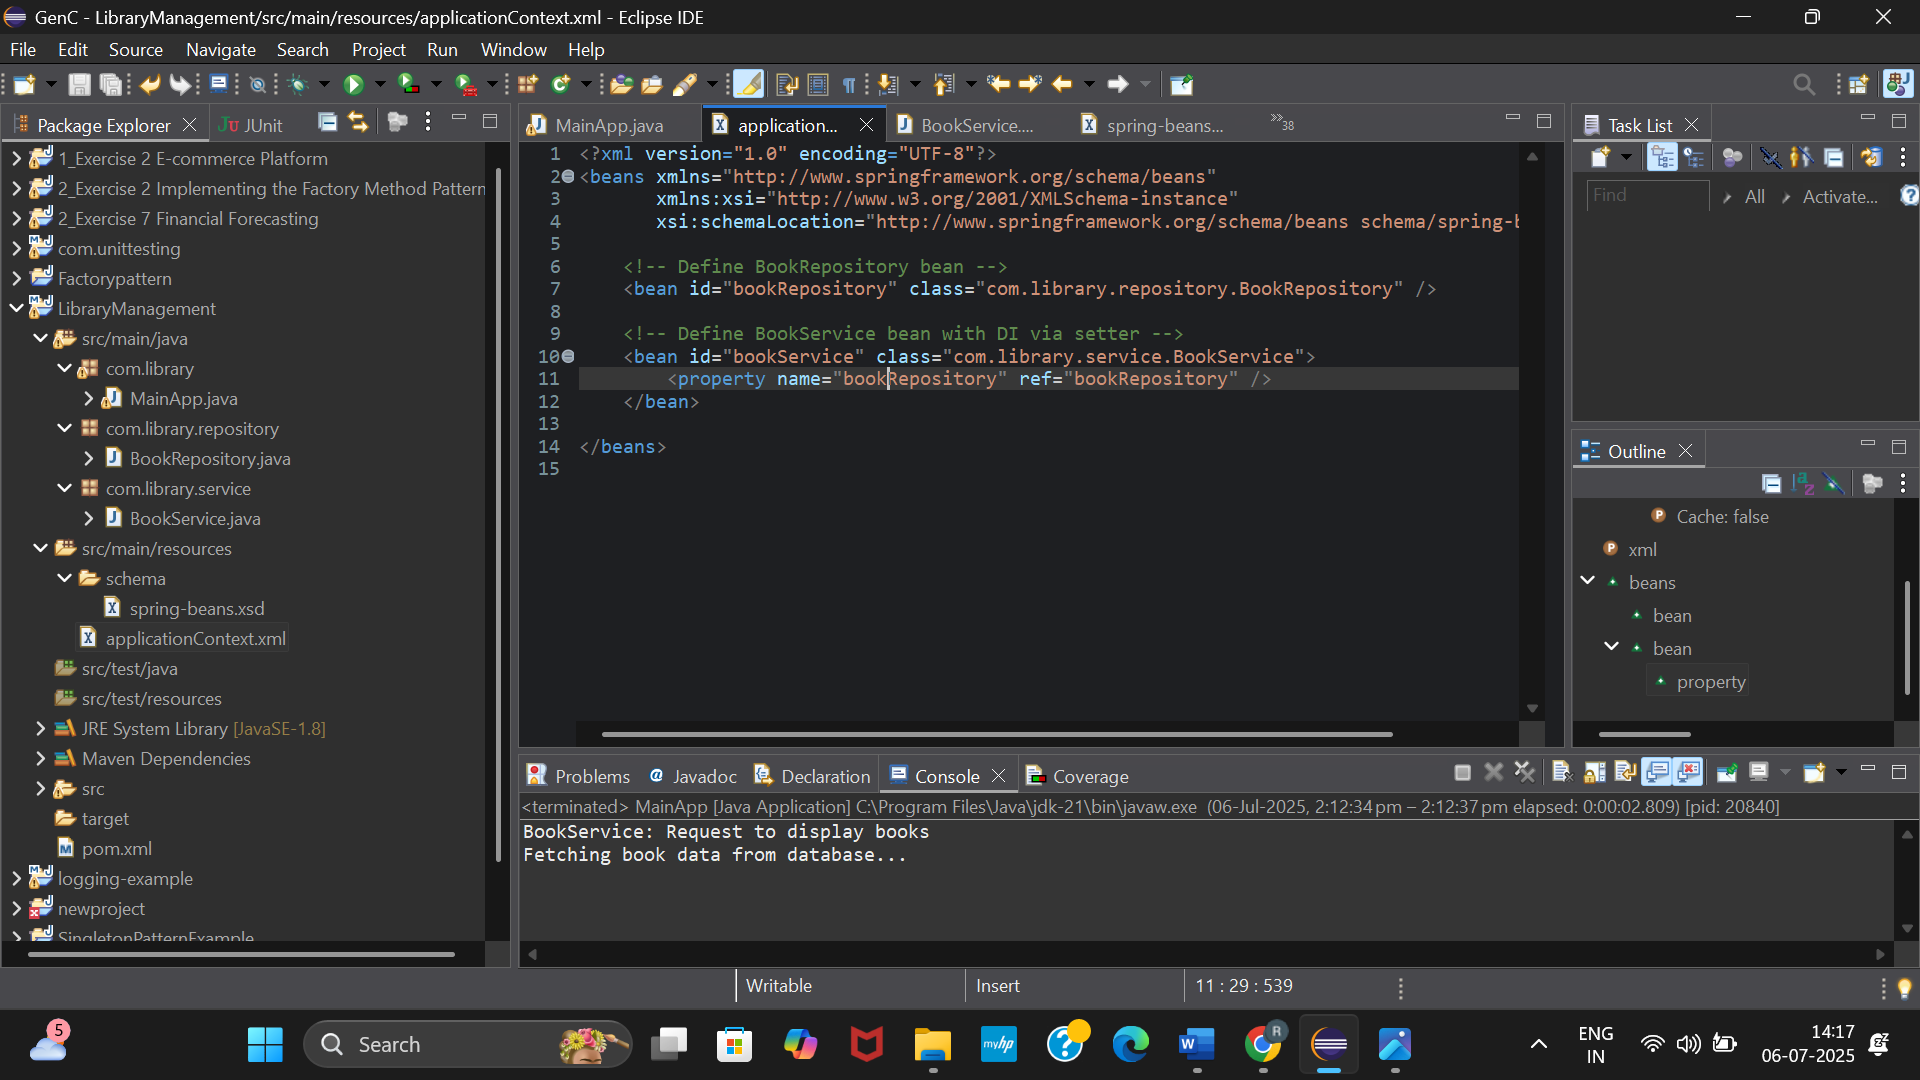 GenC - LibraryManagement/src/main/resources/applicationContext.xml - Eclipse IDE
File Edit Source Navigate Search Project Run Window Help
Package Explorer
JUnit
1_Exercise 2 E-commerce Platform
2_Exercise 2 Implementing the Factory Method Pattern
2_Exercise 7 Financial Forecasting
com.unittesting
Factorypattern
LibraryManagement
src/main/java
com.library
MainApp.java
com.library.repository
BookRepository.java
com.library.service
BookService.java
src/main/resources
schema
spring-beans.xsd
applicationContext.xml
src/test/java
src/test/resources
JRE System Library [JavaSE-1.8]
Maven Dependencies
src
target
pom.xml
logging-example
newproject
SingletonPatternExample
MainApp.java application... BookService.... spring-beans... »38
1 <?xml version="1.0" encoding="UTF-8"?>
2 <beans xmlns="http://www.springframework.org/schema/beans"
3 xmlns:xsi="http://www.w3.org/2001/XMLSchema-instance"
4 xsi:schemaLocation="http://www.springframework.org/schema/beans schema/spring-b
5
6 <!-- Define BookRepository bean -->
7 <bean id="bookRepository" class="com.library.repository.BookRepository" />
8
9 <!-- Define BookService bean with DI via setter -->
10 <bean id="bookService" class="com.library.service.BookService">
11 <property name="bookRepository" ref="bookRepository" />
12 </bean>
13
14 </beans>
15
Task List
Find All Activate...
Outline
Cache: false
xml
beans
bean
bean
property
Problems Javadoc Declaration Console Coverage
<terminated> MainApp [Java Application] C:\Program Files\Java\jdk-21\bin\javaw.exe (06-Jul-2025, 2:12:34 pm – 2:12:37 pm elapsed: 0:00:02.809) [pid: 20840]
BookService: Request to display books
Fetching book data from database...
Writable Insert 11 : 29 : 539
5
Search
myhp
R
ENG
IN
14:17
06-07-2025